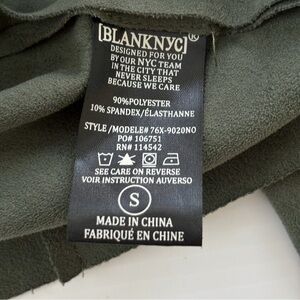 [BLANKNYC]®
DESIGNED FOR YOU
BY OUR NYC TEAM
IN THE CITY THAT
NEVER SLEEPS
BECAUSE WE CARE
90%POLYESTER
10% SPANDEX/ÉLASTHANNE
STYLE/MODELE# 76X-9020NO
PO# 106751
RN# 114542
SEE CARE ON REVERSE
VOIR INSTRUCTION AUVERSO
S
MADE IN CHINA
FABRIQUÉ EN CHINE